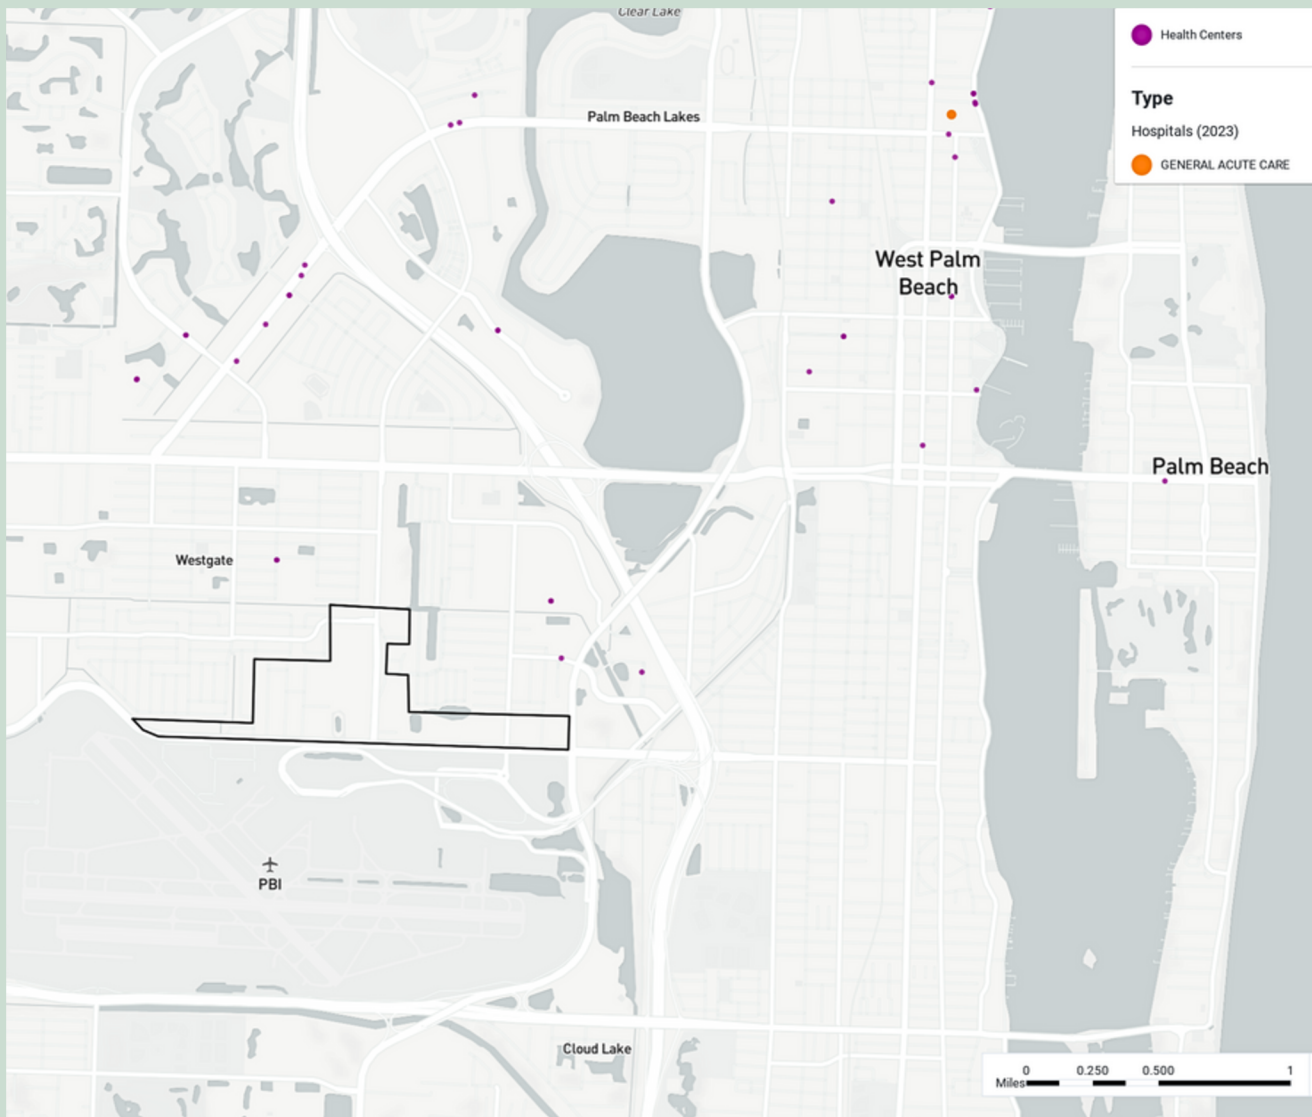 Clear Lake
Health Centers
Type
Hospitals (2023)
GENERAL ACUTE CARE
Palm Beach Lakes
West Palm
Beach
Palm Beach
Westgate
PBI
Cloud Lake
0 0.250 0.500 1
Miles